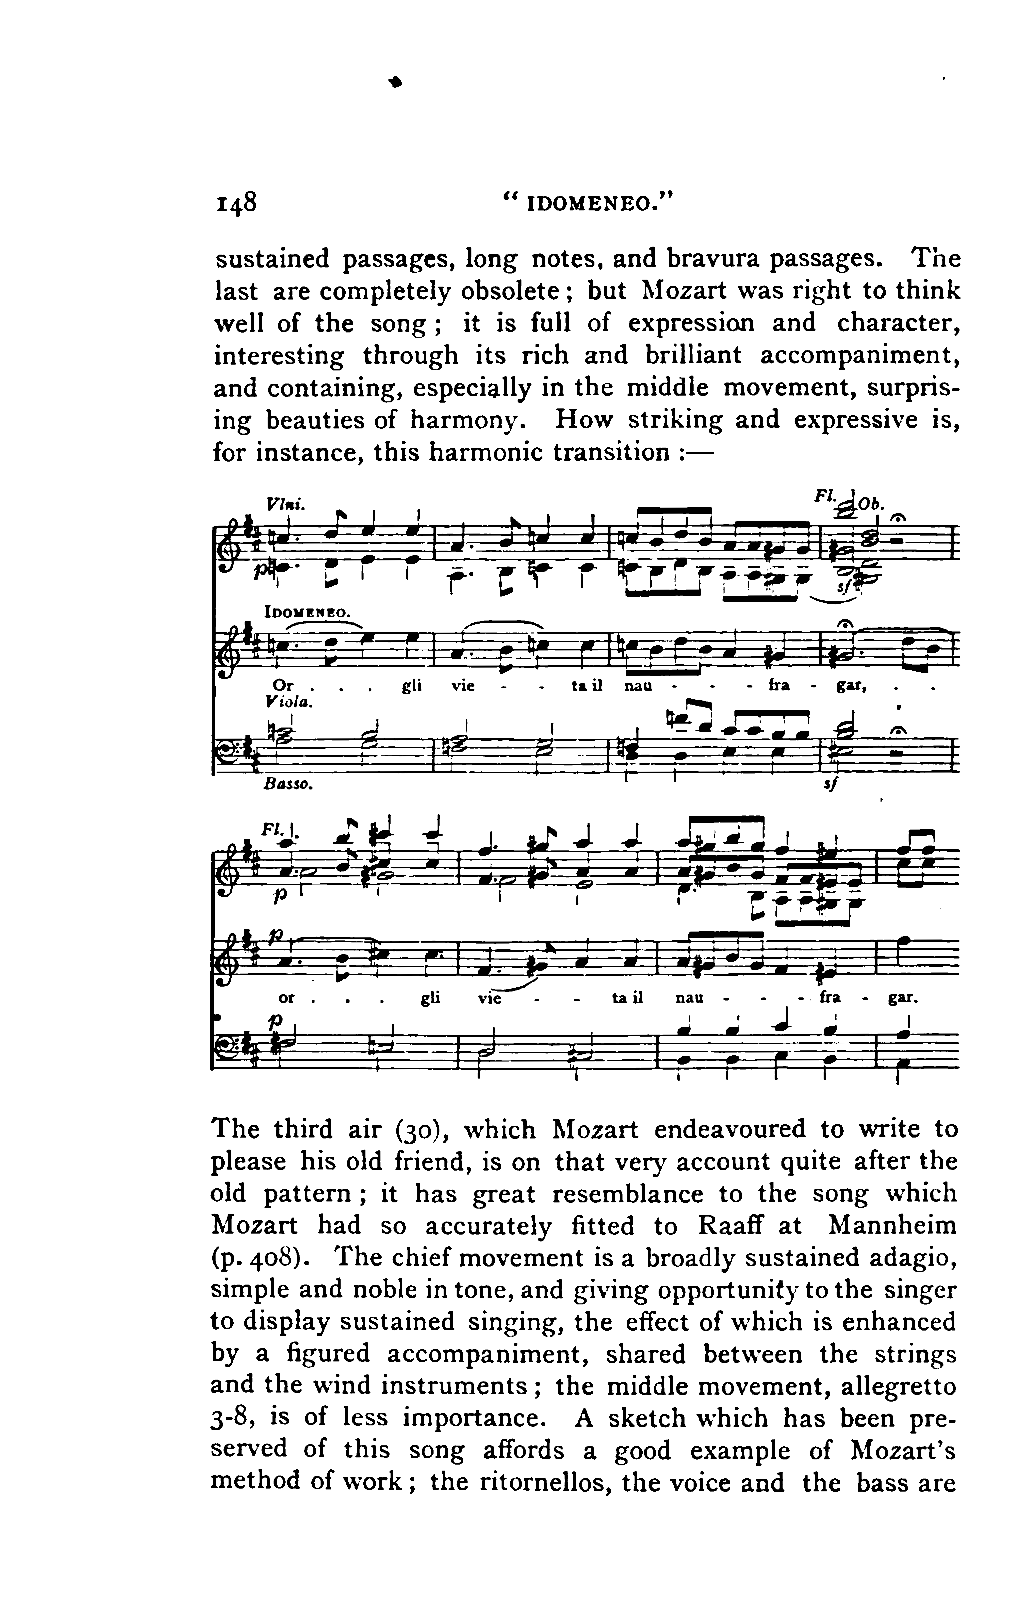 148 " IDOMENEO."
sustained passages, long notes, and bravura passages. The
last are completely obsolete; but Mozart was right to think
well of the song; it is full of expression and character,
interesting through its rich and brilliant accompaniment,
and containing, especially in the middle movement, surpris-
ing beauties of harmony. How striking and expressive is,
for instance, this harmonic transition :—
Vlni. Fl. Ob.
p sf
IDOMENEO.
Or . . . gli vie - - ta il nau - - - fra - gar, . .
Viola.
Basso. sf
Fl. 1.
p
p
or . . . gli vie - - ta il nau - - - fra - gar.
p
The third air (30), which Mozart endeavoured to write to
please his old friend, is on that very account quite after the
old pattern; it has great resemblance to the song which
Mozart had so accurately fitted to Raaff at Mannheim
(p. 408). The chief movement is a broadly sustained adagio,
simple and noble in tone, and giving opportunity to the singer
to display sustained singing, the effect of which is enhanced
by a figured accompaniment, shared between the strings
and the wind instruments; the middle movement, allegretto
3-8, is of less importance. A sketch which has been pre-
served of this song affords a good example of Mozart's
method of work; the ritornellos, the voice and the bass are